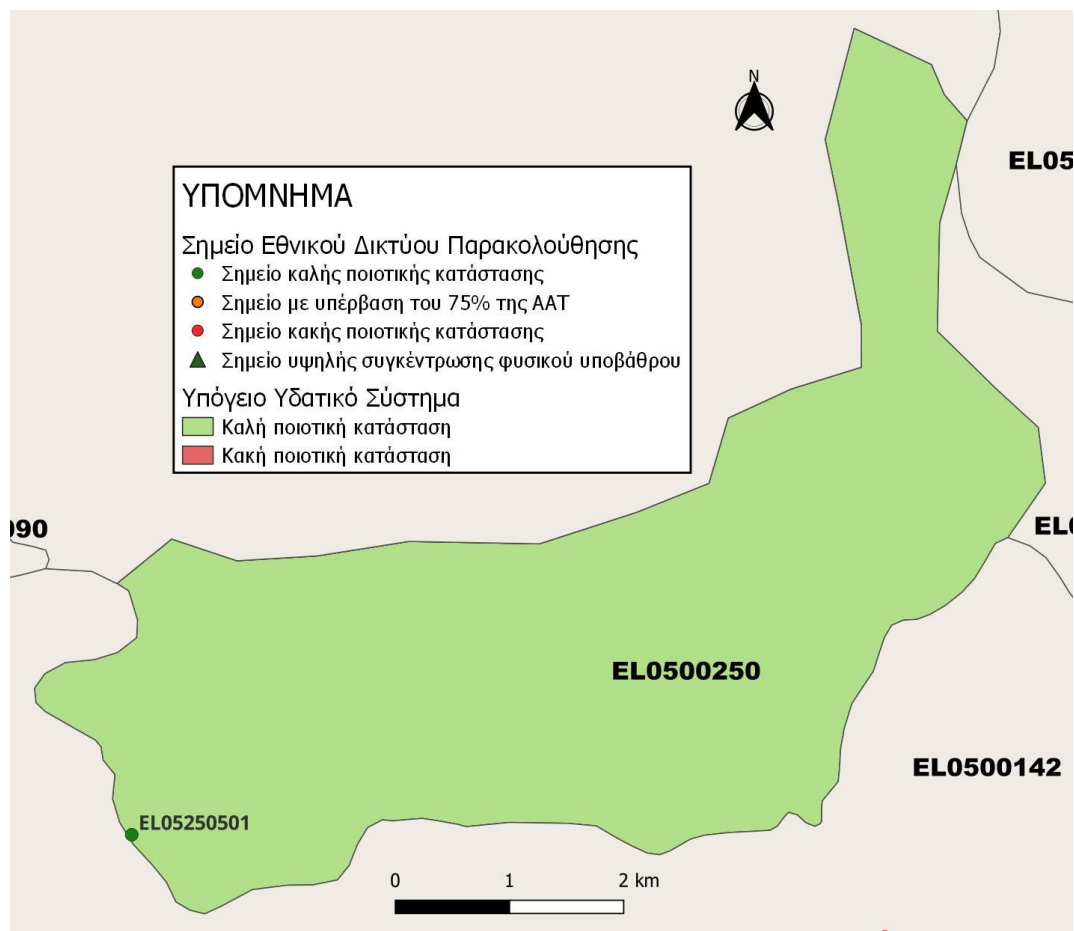 N
EL05
ΥΠΟΜΝΗΜΑ
Σημείο Εθνικού Δικτύου Παρακολούθησης
Σημείο καλής ποιοτικής κατάστασης
Σημείο με υπέρβαση του 75% της ΑΑΤ
Σημείο κακής ποιοτικής κατάστασης
Σημείο υψηλής συγκέντρωσης φυσικού υποβάθρου
Υπόγειο Υδατικό Σύστημα
Καλή ποιοτική κατάσταση
Κακή ποιοτική κατάσταση
090
EL0
EL0500250
EL0500142
EL05250501
0 1 2 km